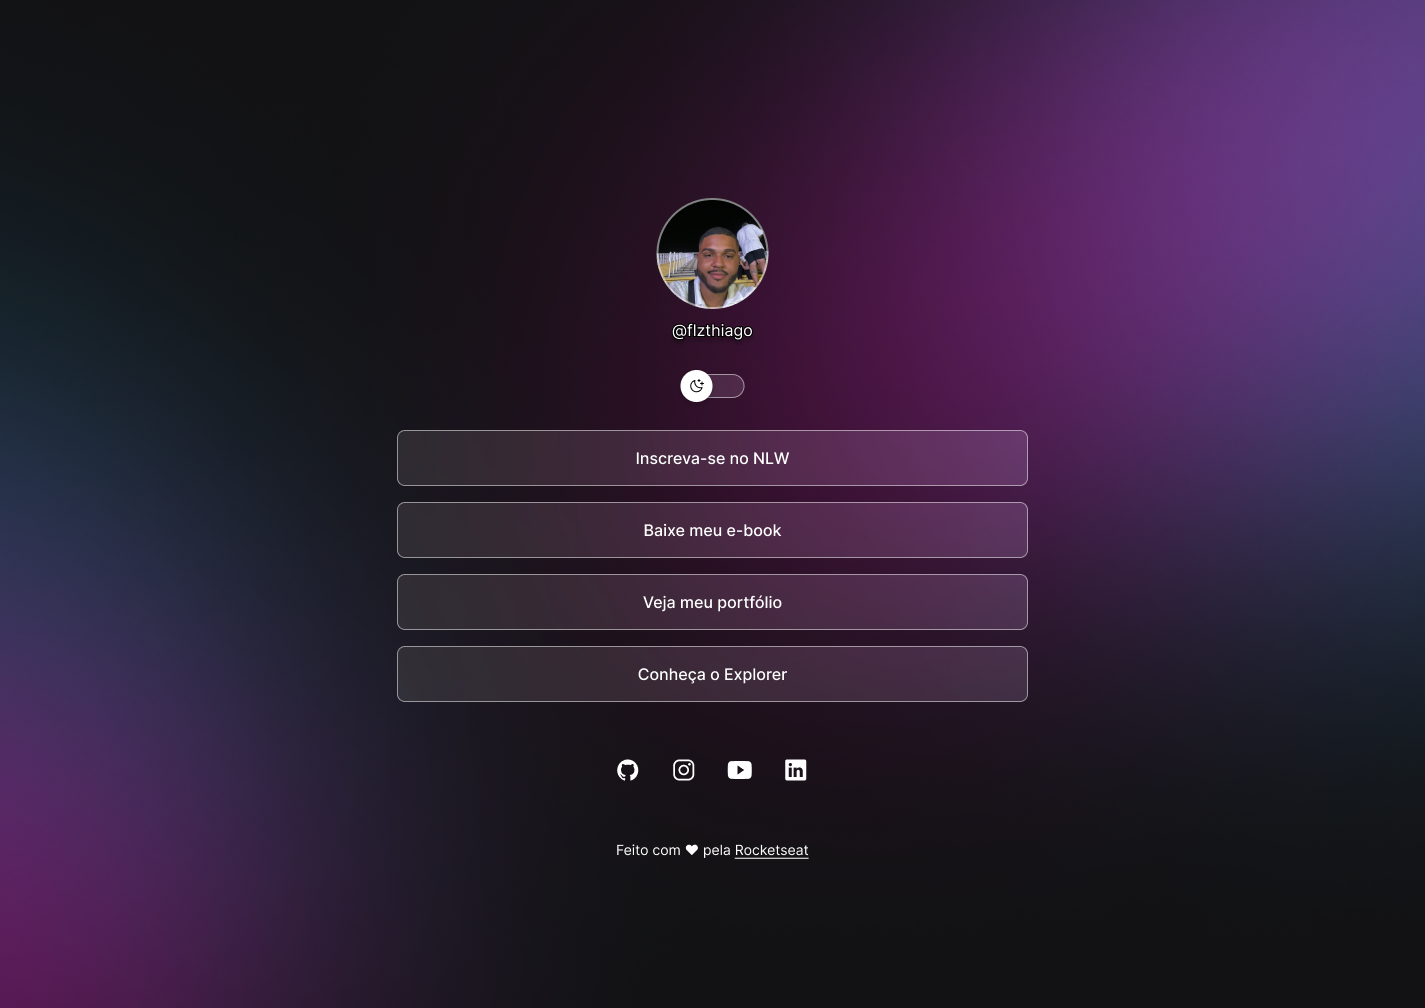 @flzthiago
Inscreva-se no NLW
Baixe meu e-book
Veja meu portfólio
Conheça o Explorer
Feito com ♥ pela Rocketseat